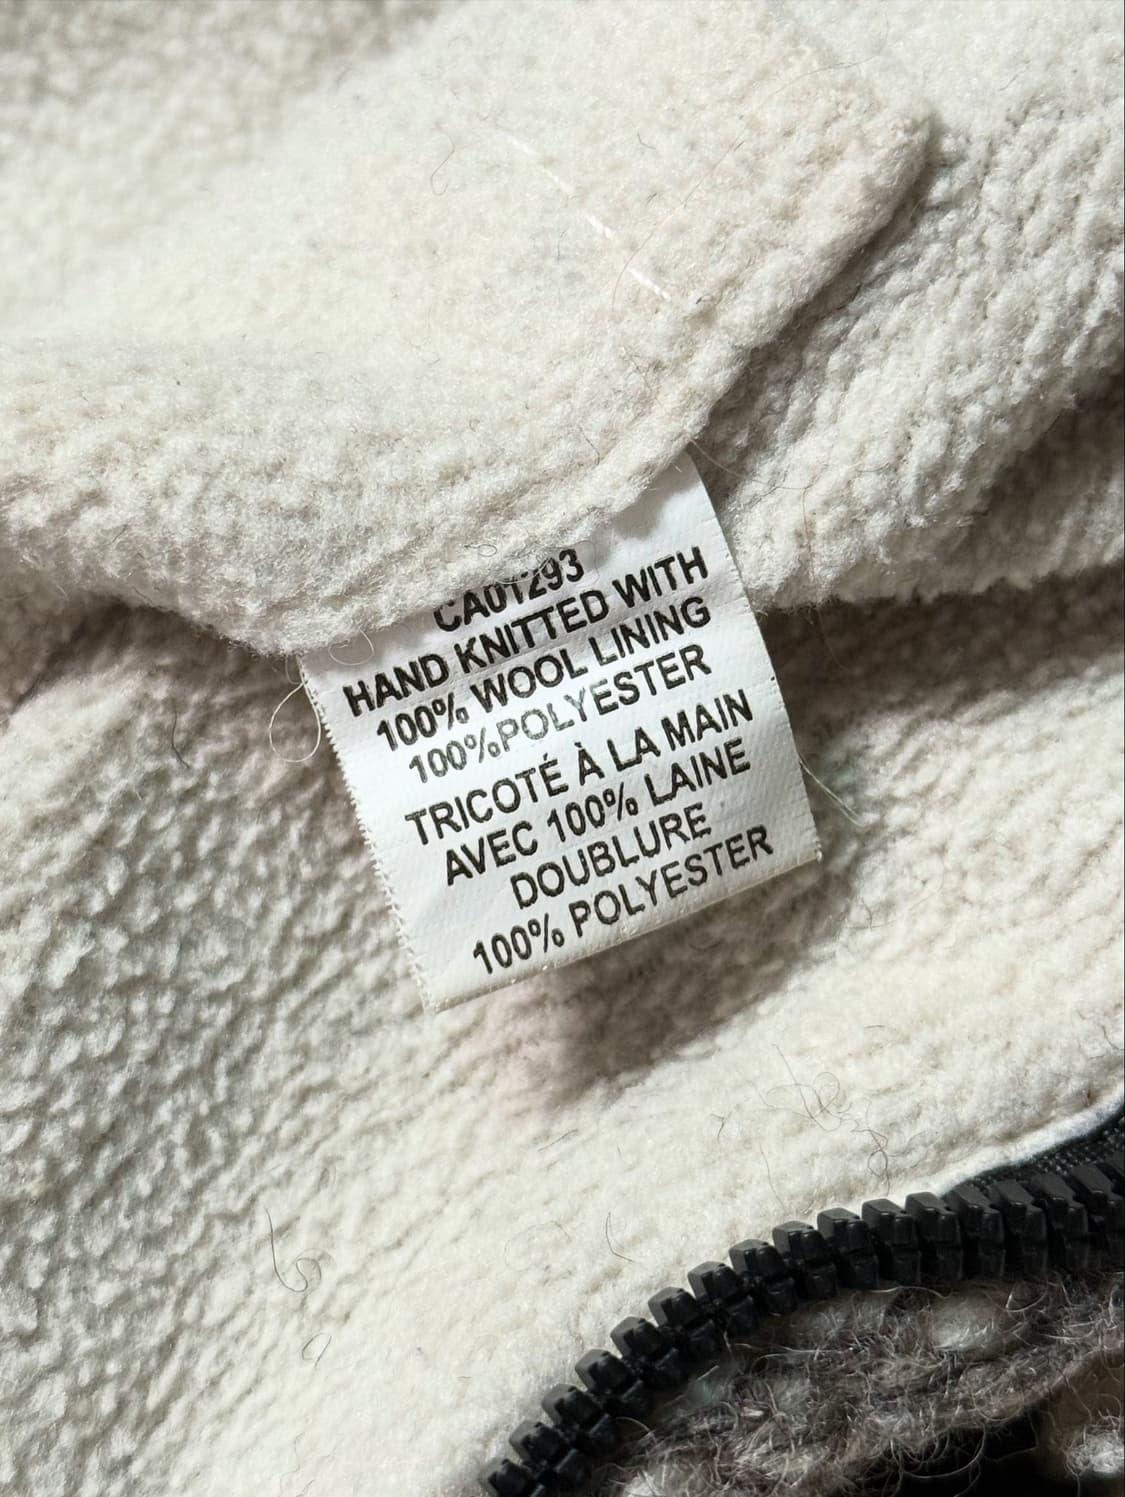 CA01293
HAND KNITTED WITH
100% WOOL LINING
100%POLYESTER
TRICOTÉ À LA MAIN
AVEC 100% LAINE
DOUBLURE
100% POLYESTER